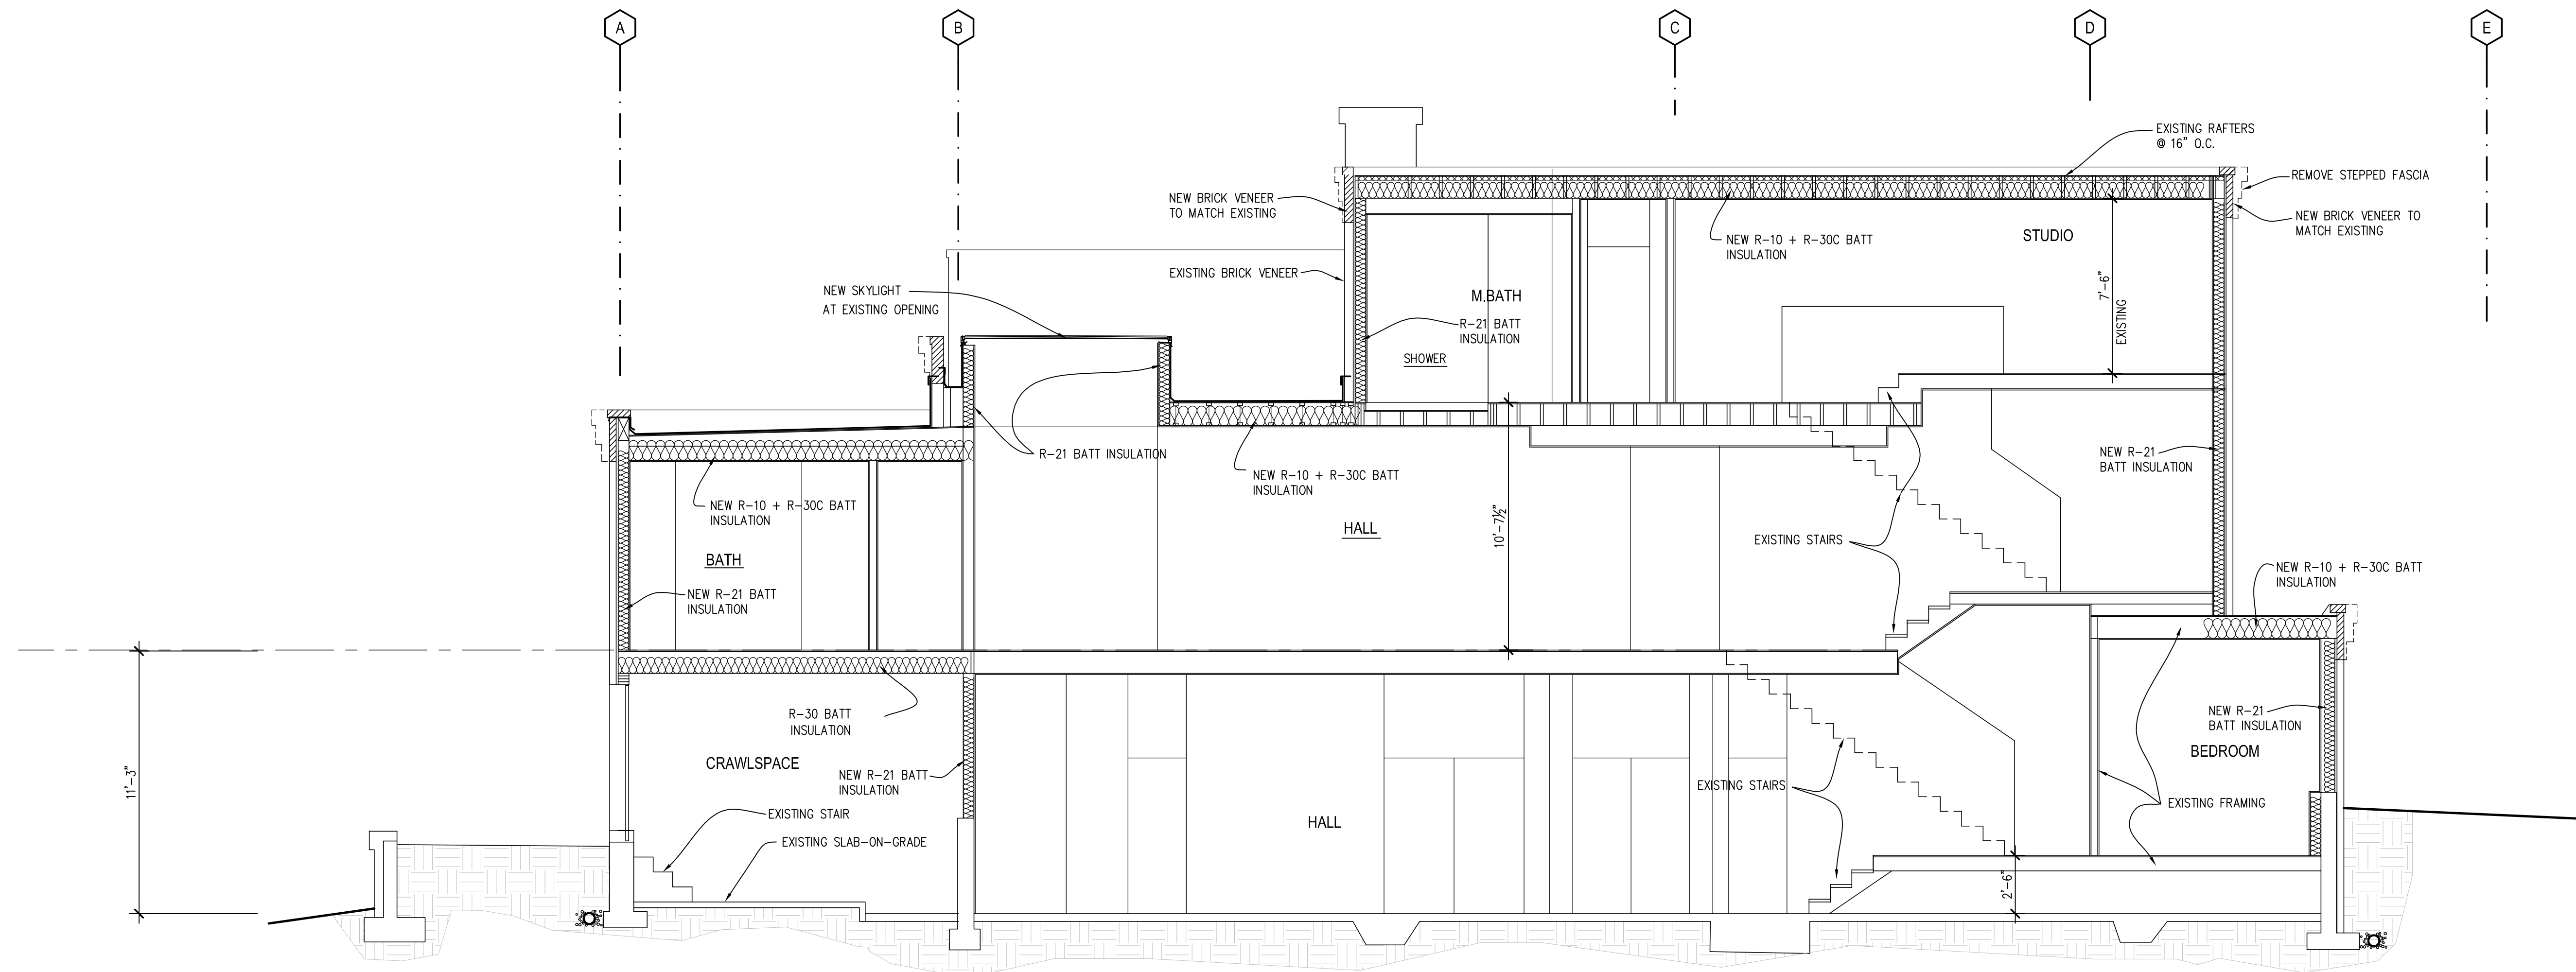 A
B
C
D
E
EXISTING RAFTERS
@ 16" O.C.
REMOVE STEPPED FASCIA
NEW BRICK VENEER
TO MATCH EXISTING
NEW BRICK VENEER TO
MATCH EXISTING
NEW R-10 + R-30C BATT
INSULATION
STUDIO
EXISTING BRICK VENEER
NEW SKYLIGHT
AT EXISTING OPENING
M.BATH
7'-6"
EXISTING
R-21 BATT
INSULATION
SHOWER
R-21 BATT INSULATION
NEW R-10 + R-30C BATT
INSULATION
NEW R-21
BATT INSULATION
NEW R-10 + R-30C BATT
INSULATION
HALL
10'-7½"
EXISTING STAIRS
BATH
NEW R-21 BATT
INSULATION
NEW R-10 + R-30C BATT
INSULATION
R-30 BATT
INSULATION
NEW R-21
BATT INSULATION
BEDROOM
CRAWLSPACE
11'-3"
NEW R-21 BATT
INSULATION
EXISTING STAIRS
EXISTING FRAMING
EXISTING STAIR
HALL
EXISTING SLAB-ON-GRADE
2'-6"